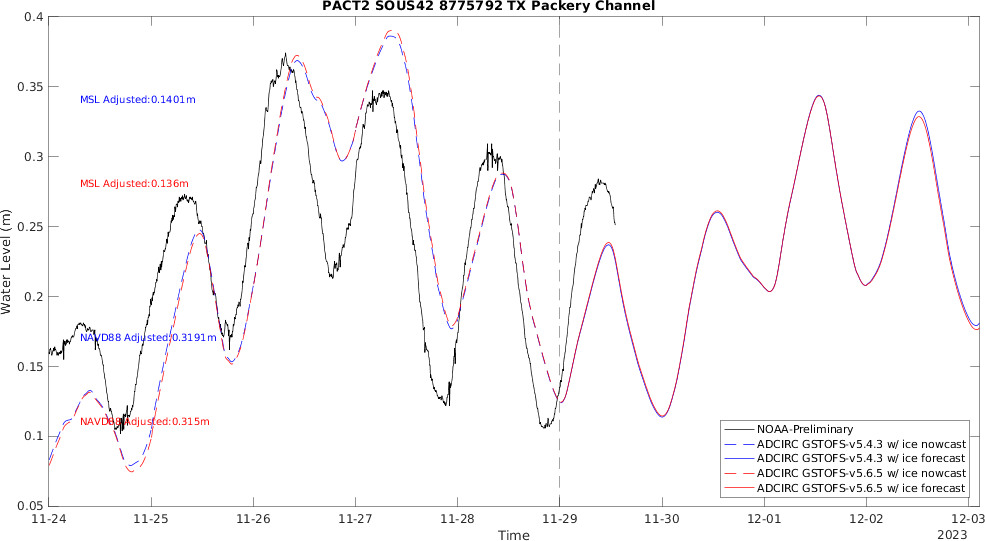 PACT2 SOUS42 8775792 TX Packery Channel
0.4
0.35
0.3
0.25
0.2
0.15
0.1
0.05
Water Level (m)
MSL Adjusted:0.1401m
MSL Adjusted:0.136m
NAVD88 Adjusted:0.3191m
NAVD88 Adjusted:0.315m
NOAA-Preliminary
ADCIRC GSTOFS-v5.4.3 w/ ice nowcast
ADCIRC GSTOFS-v5.4.3 w/ ice forecast
ADCIRC GSTOFS-v5.6.5 w/ ice nowcast
ADCIRC GSTOFS-v5.6.5 w/ ice forecast
11-24 11-25 11-26 11-27 11-28 11-29 11-30 12-01 12-02 12-03
Time
2023